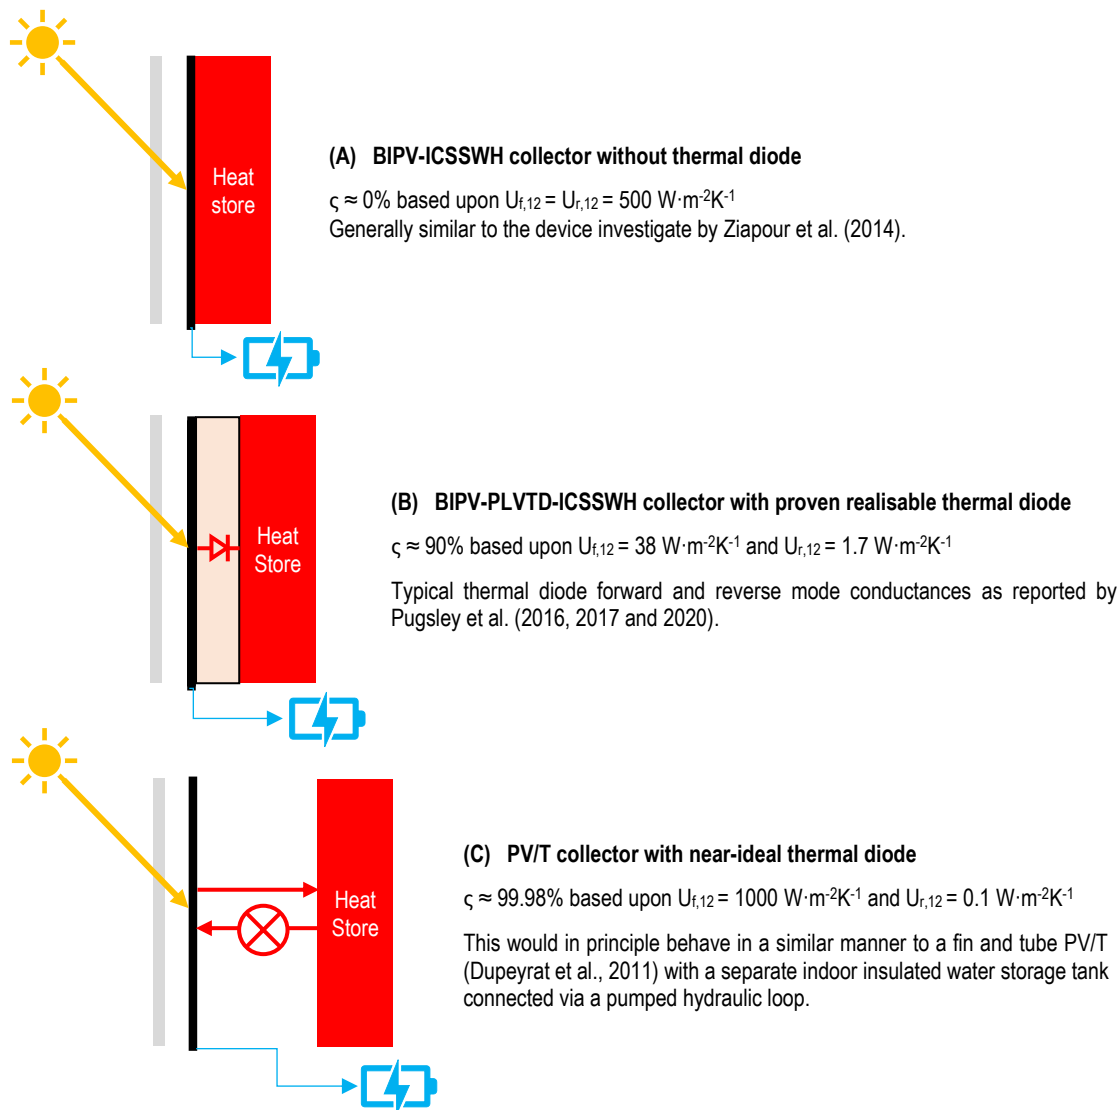 Heat
store
(A) BIPV-ICSSWH collector without thermal diode
ς ≈ 0% based upon Uf,12 = Ur,12 = 500 W·m-2K-1
Generally similar to the device investigate by Ziapour et al. (2014).
Heat
Store
(B) BIPV-PLVTD-ICSSWH collector with proven realisable thermal diode
ς ≈ 90% based upon Uf,12 = 38 W·m-2K-1 and Ur,12 = 1.7 W·m-2K-1
Typical thermal diode forward and reverse mode conductances as reported by
Pugsley et al. (2016, 2017 and 2020).
Heat
Store
(C) PV/T collector with near-ideal thermal diode
ς ≈ 99.98% based upon Uf,12 = 1000 W·m-2K-1 and Ur,12 = 0.1 W·m-2K-1
This would in principle behave in a similar manner to a fin and tube PV/T
(Dupeyrat et al., 2011) with a separate indoor insulated water storage tank
connected via a pumped hydraulic loop.